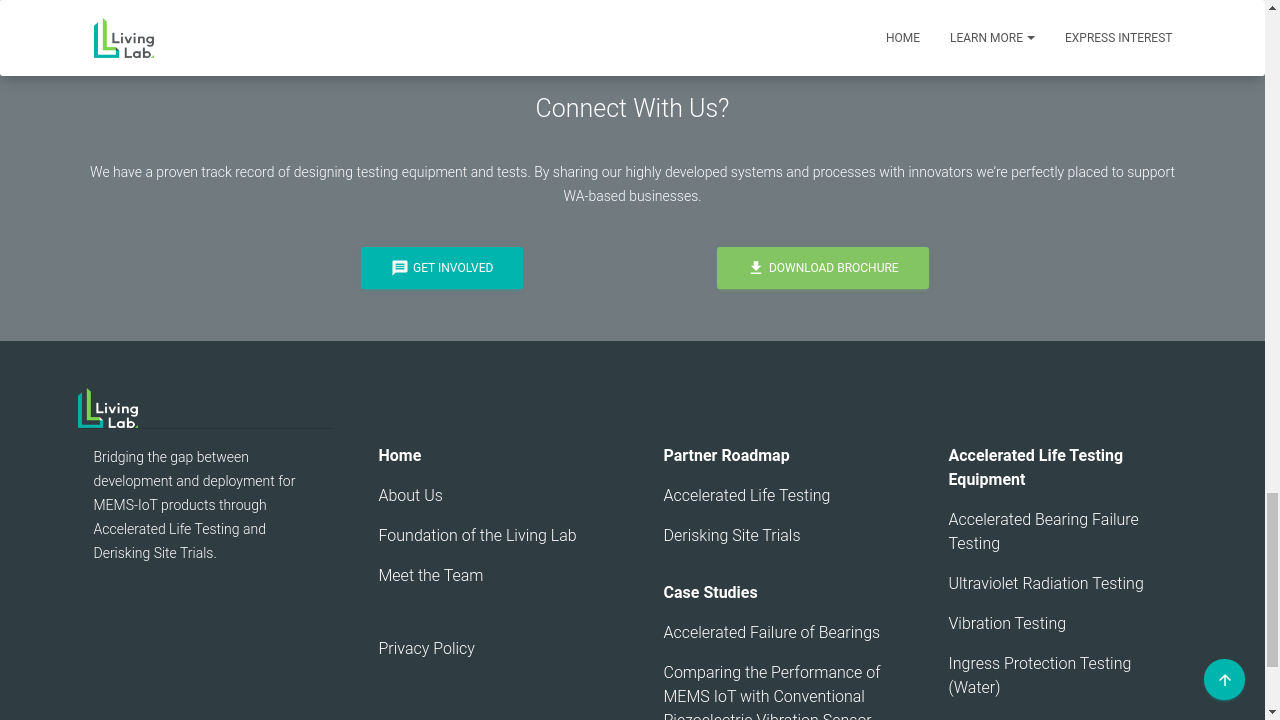 Living
Lab.
HOME
LEARN MORE
EXPRESS INTEREST
Connect With Us?
We have a proven track record of designing testing equipment and tests. By sharing our highly developed systems and processes with innovators we're perfectly placed to support
WA-based businesses.
GET INVOLVED
DOWNLOAD BROCHURE
Living
Lab.
Bridging the gap between
development and deployment for
MEMS-IoT products through
Accelerated Life Testing and
Derisking Site Trials.
Home
About Us
Foundation of the Living Lab
Meet the Team
Privacy Policy
Partner Roadmap
Accelerated Life Testing
Derisking Site Trials
Case Studies
Accelerated Failure of Bearings
Comparing the Performance of
MEMS IoT with Conventional
Piezoelectric Vibration Sensor
Accelerated Life Testing
Equipment
Accelerated Bearing Failure
Testing
Ultraviolet Radiation Testing
Vibration Testing
Ingress Protection Testing
(Water)